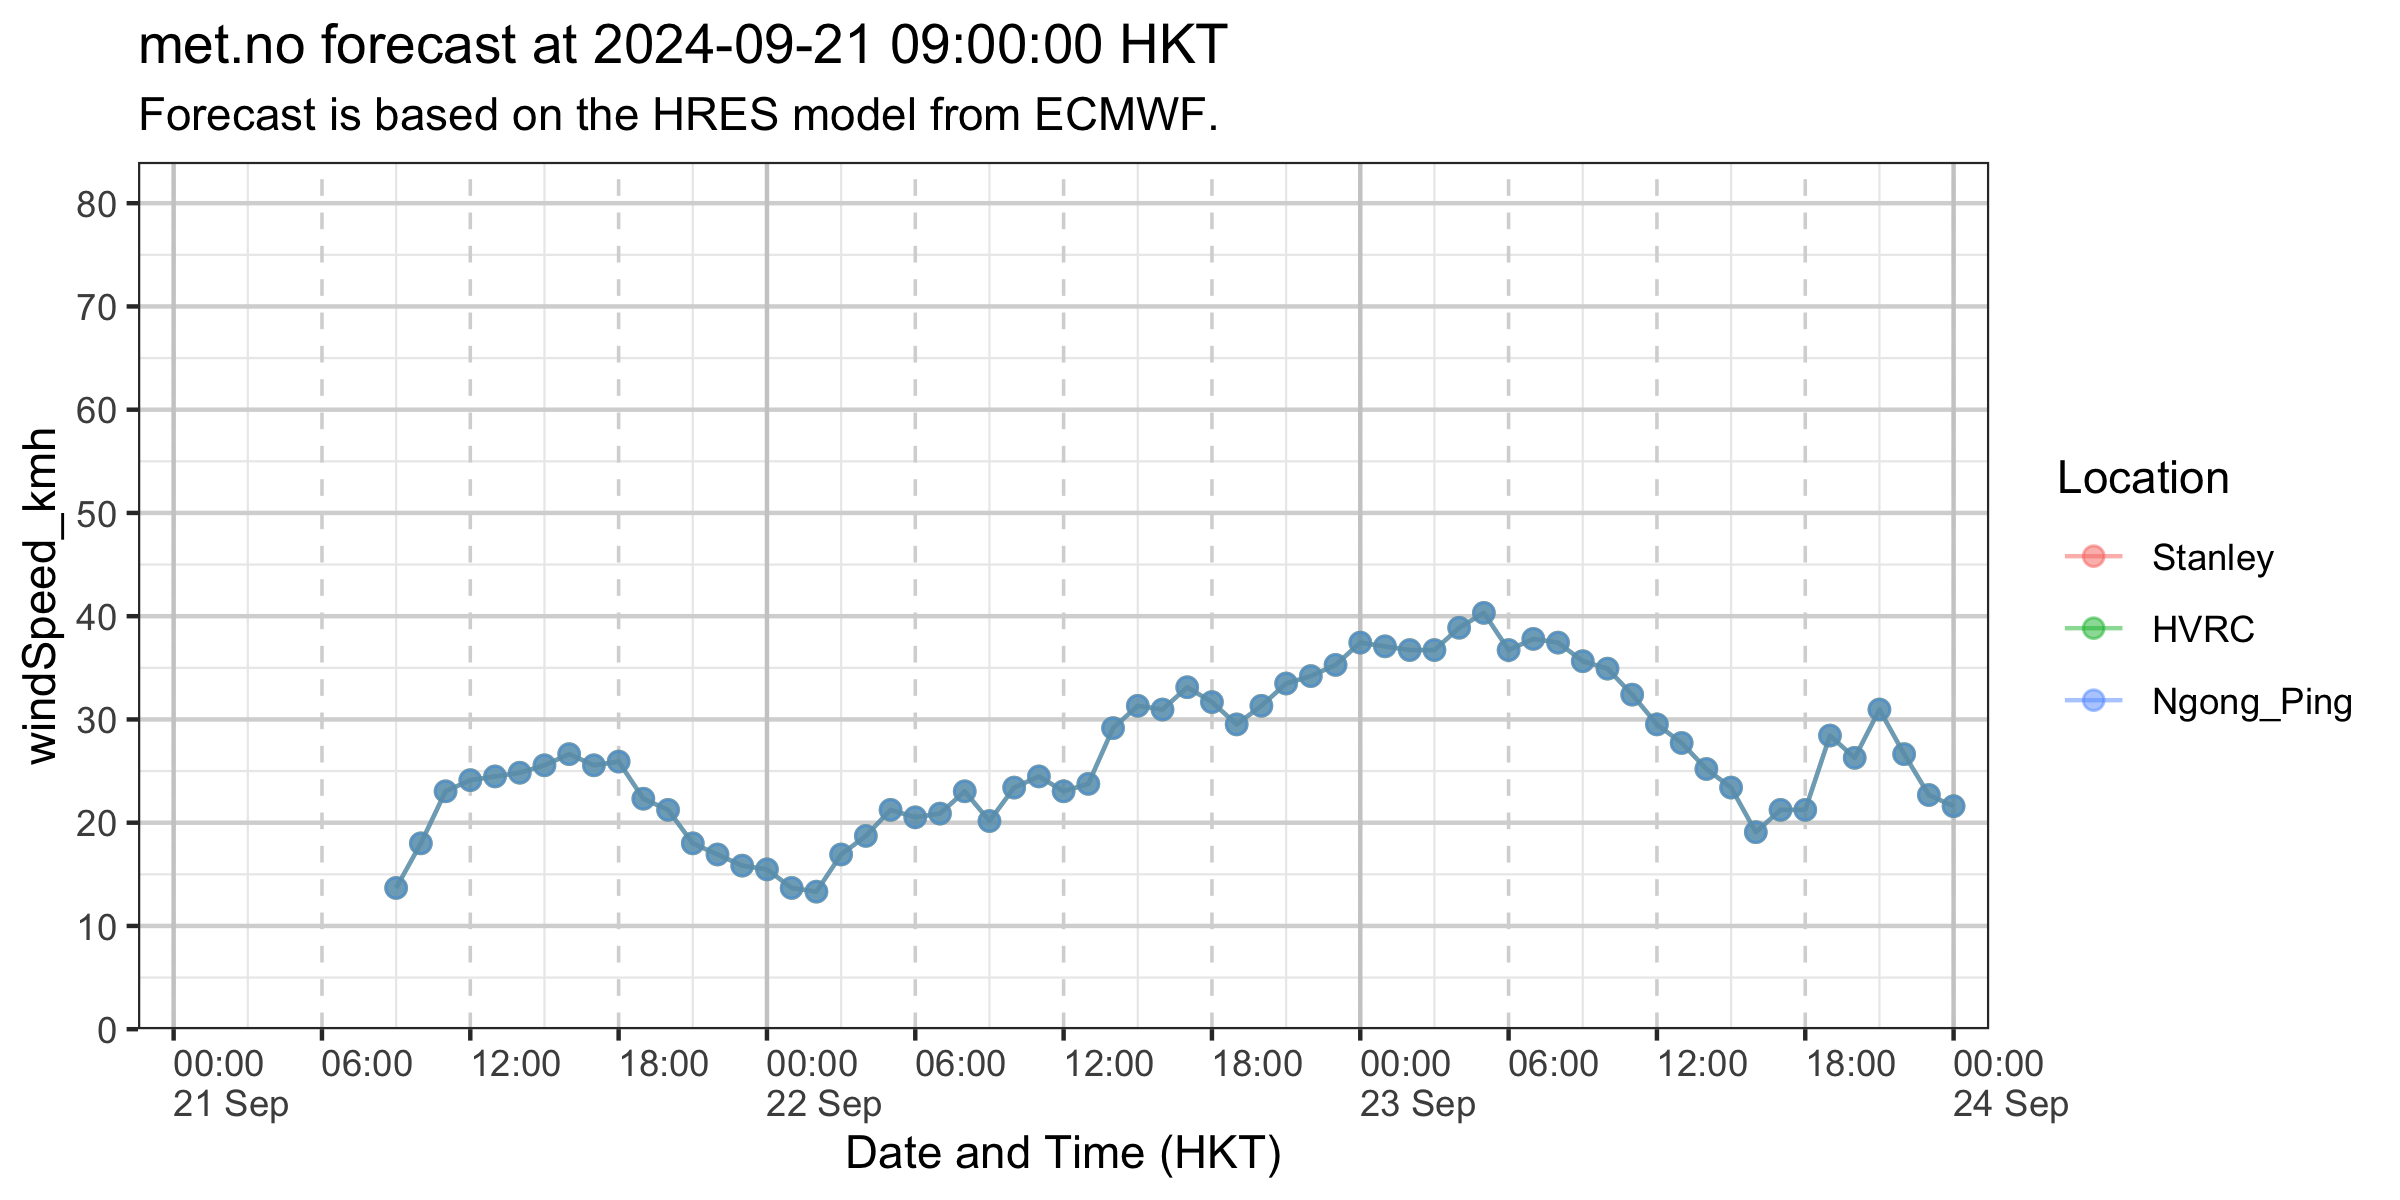 met.no forecast at 2024-09-21 09:00:00 HKT
Forecast is based on the HRES model from ECMWF.
windSpeed_kmh
80
70
60
50
40
30
20
10
0
00:00 06:00 12:00 18:00 00:00 06:00 12:00 18:00 00:00 06:00 12:00 18:00 00:00
21 Sep 22 Sep 23 Sep 24 Sep
Date and Time (HKT)
Location
Stanley
HVRC
Ngong_Ping